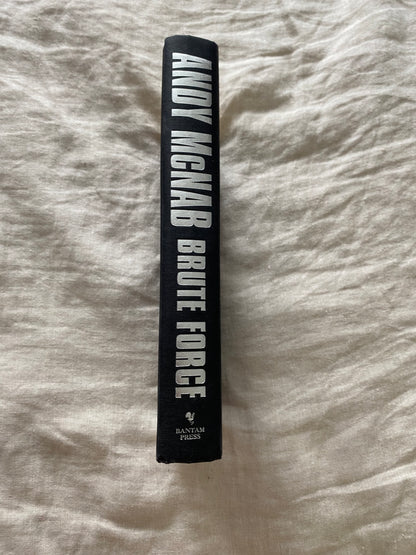 ANDY McNAB BRUTE FORCE
BANTAM
PRESS